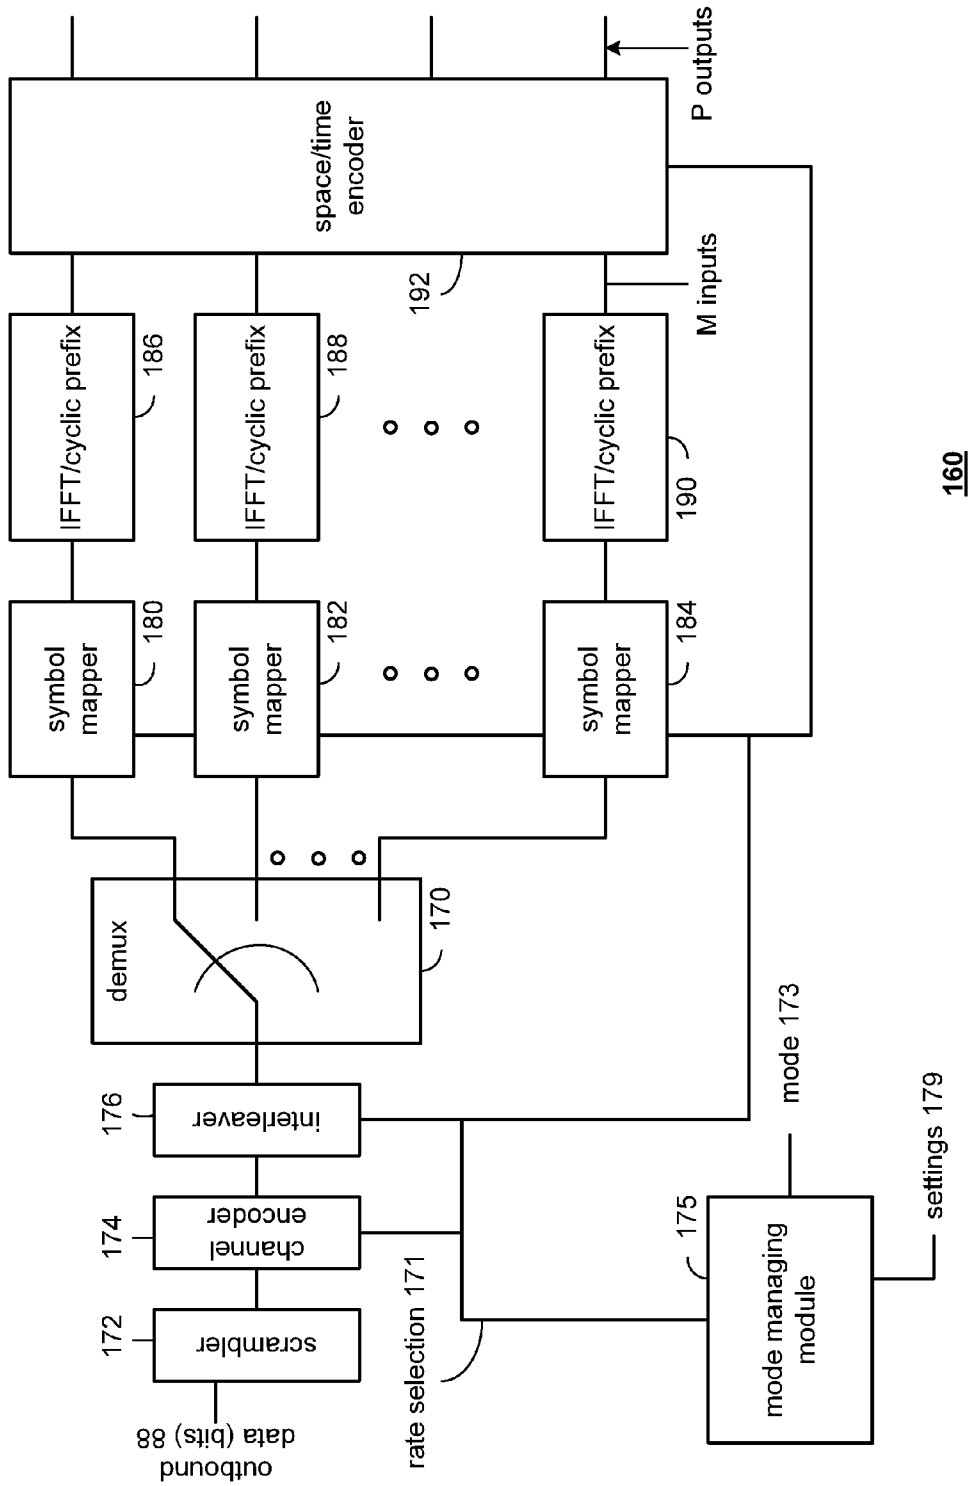 outbound
data (bits) 88
scrambler
172
channel
encoder
174
interleaver
176
demux
170
symbol
mapper
180
symbol
mapper
182
symbol
mapper
184
IFFT/cyclic prefix
186
IFFT/cyclic prefix
188
IFFT/cyclic prefix
190
space/time
encoder
192
M inputs
P outputs
rate selection 171
mode managing
module
175
mode 173
settings 179
160